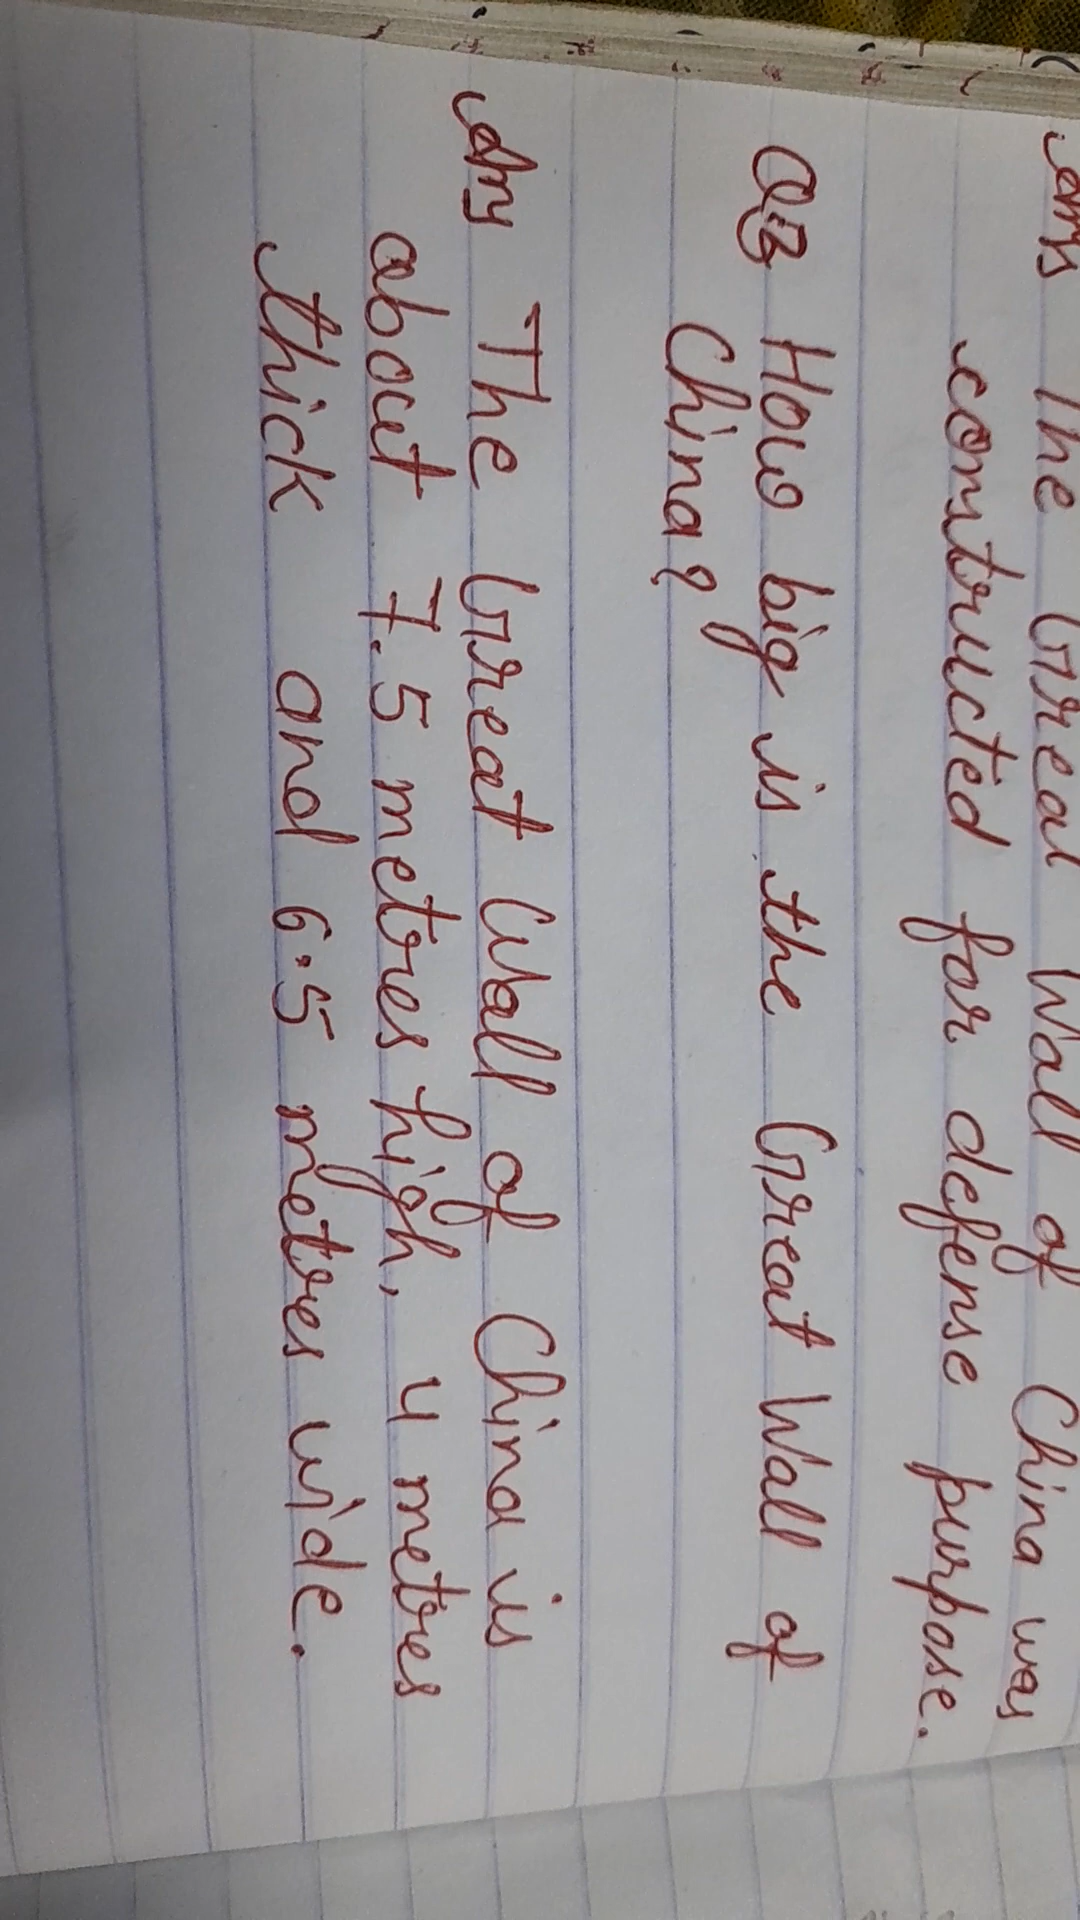 Ans The Great Wall of China was
constructed for defense purpose.
Q3 How big is the Great Wall of
China?
Ans The Great Wall of China is
about 7.5 metres high, 4 metres
thick and 6.5 metres wide.